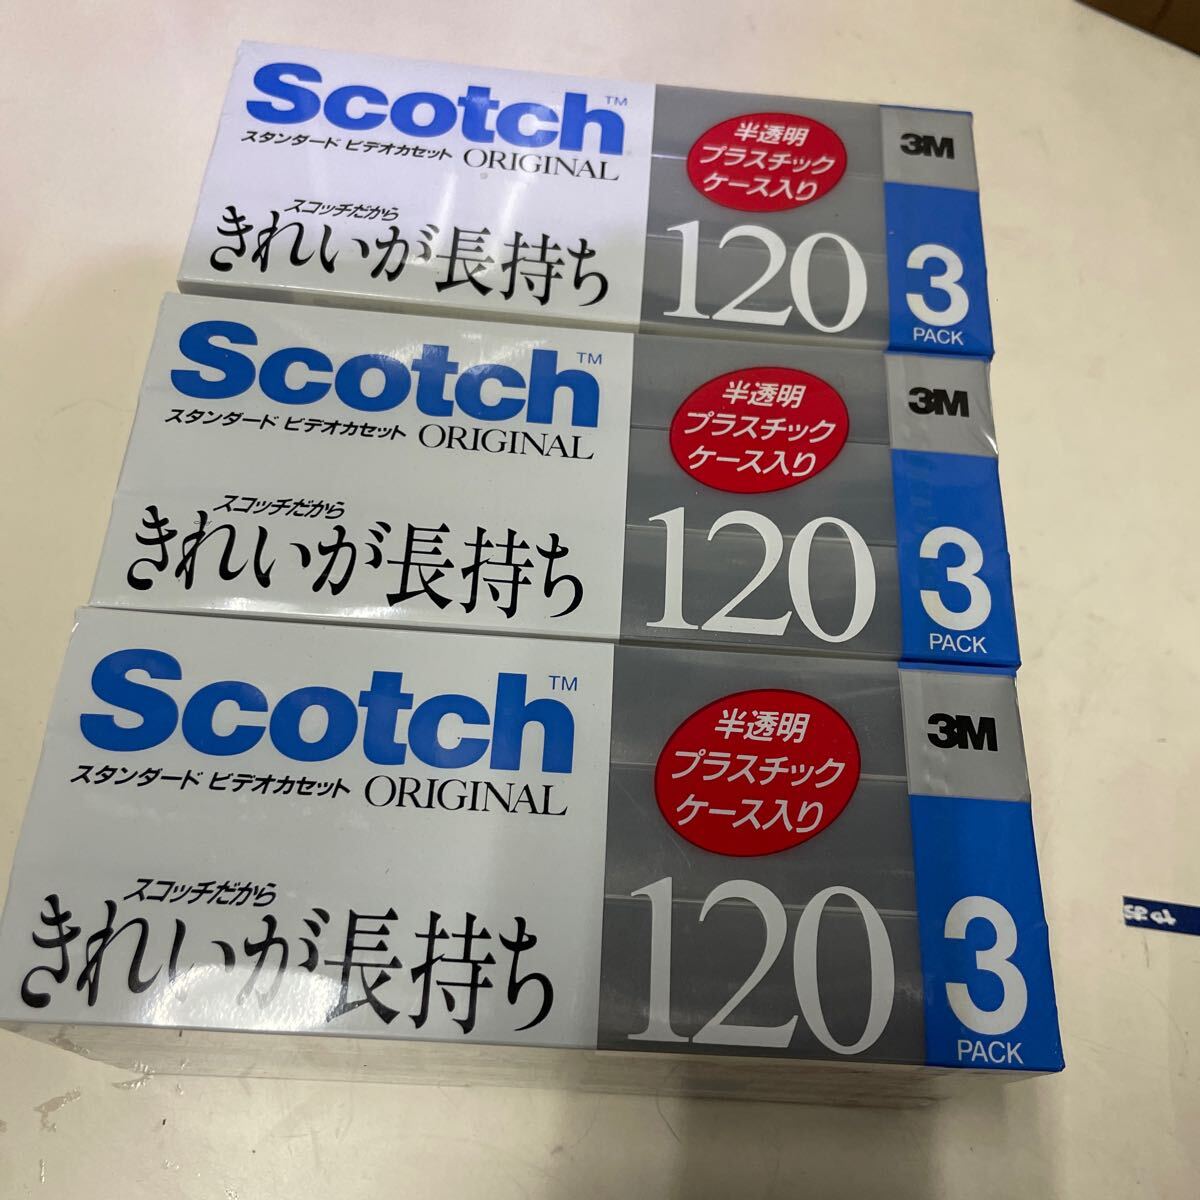 Scotch™
スタンダード ビデオカセット ORIGINAL
スコッチだから
きれいが長持ち
半透明
プラスチック
ケース入り
120
3M
3
PACK
Scotch™
スタンダード ビデオカセット ORIGINAL
スコッチだから
きれいが長持ち
半透明
プラスチック
ケース入り
120
3M
3
PACK
Scotch™
スタンダード ビデオカセット ORIGINAL
スコッチだから
きれいが長持ち
半透明
プラスチック
ケース入り
120
3M
3
PACK